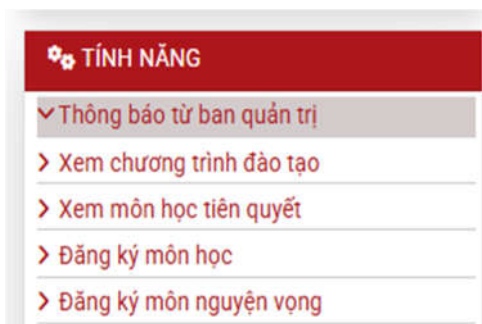 TÍNH NĂNG
Thông báo từ ban quản trị
Xem chương trình đào tạo
Xem môn học tiên quyết
Đăng ký môn học
Đăng ký môn nguyện vọng